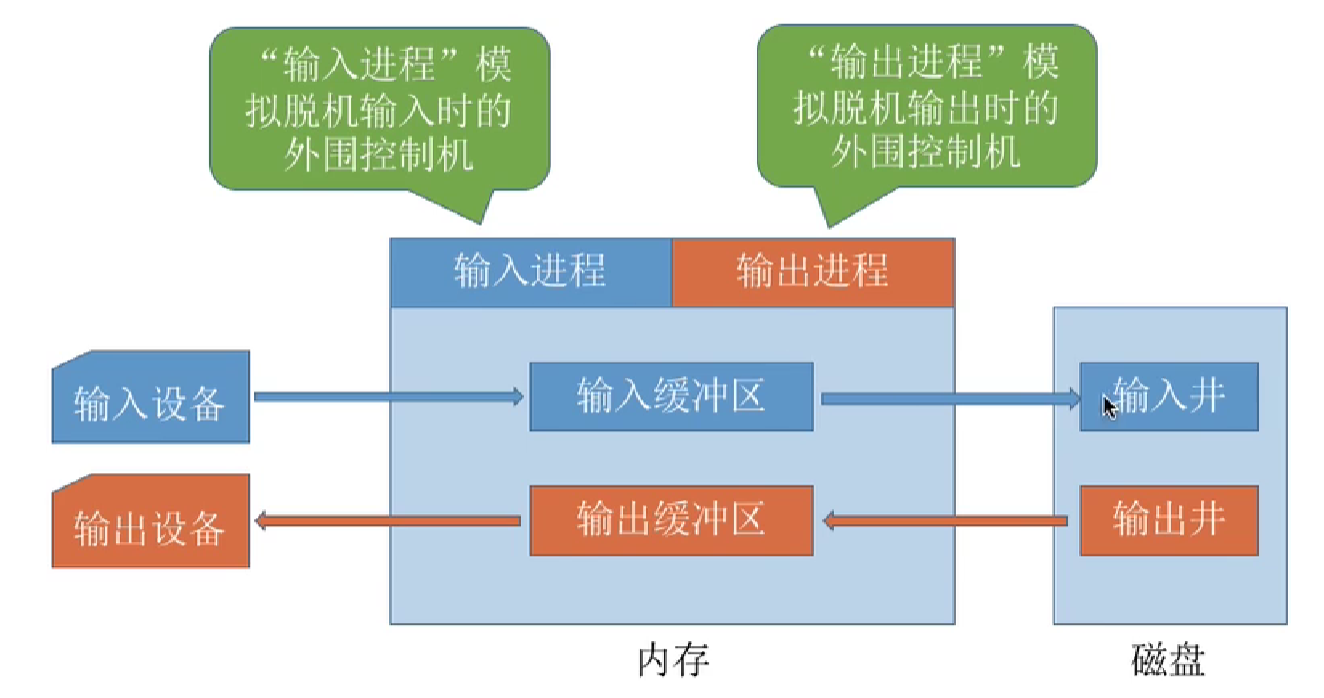 “输入进程”模
拟脱机输入时的
外围控制机
“输出进程”模
拟脱机输出时的
外围控制机
输入进程
输出进程
输入设备
输入缓冲区
输入井
输出设备
输出缓冲区
输出井
内存
磁盘